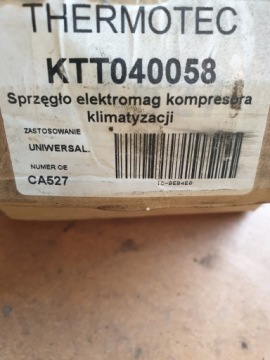 THERMOTEC
KTT040058
Sprzęgło elektromag kompresora
klimatyzacji
ZASTOSOWANIE
UNIWERSAL.
NUMER OE
CA527